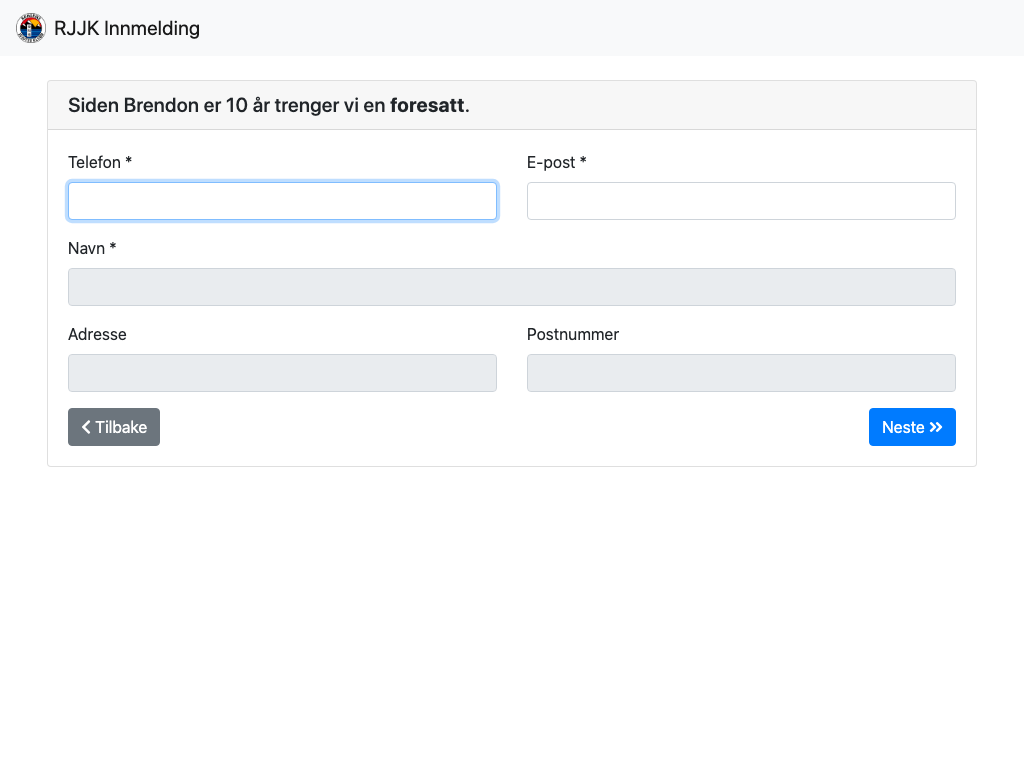 RJJK Innmelding
Siden Brendon er 10 år trenger vi en foresatt.
Telefon *
E-post *
Navn *
Adresse
Postnummer
Tilbake
Neste